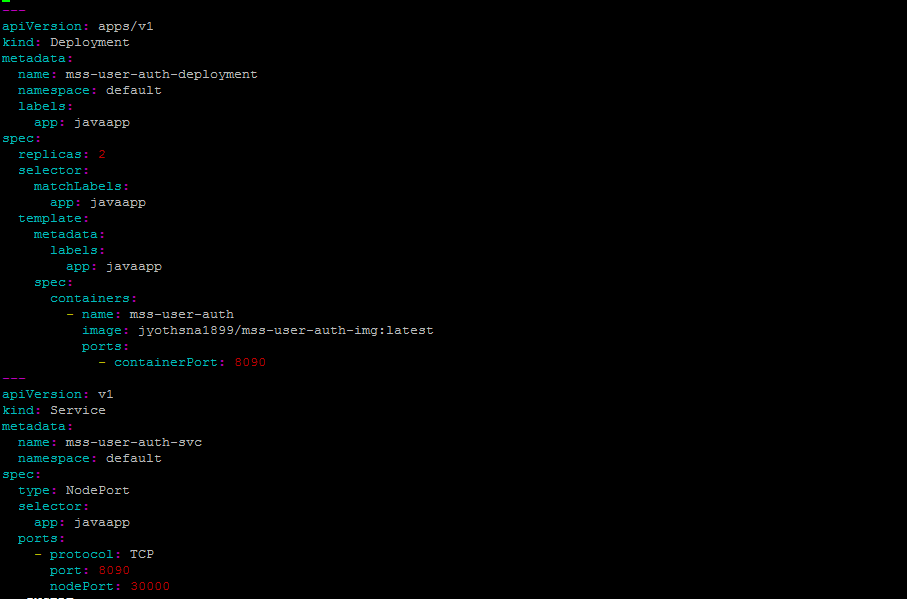 ---
apiVersion: apps/v1
kind: Deployment
metadata:
  name: mss-user-auth-deployment
  namespace: default
  labels:
    app: javaapp
spec:
  replicas: 2
  selector:
    matchLabels:
      app: javaapp
  template:
    metadata:
      labels:
        app: javaapp
    spec:
      containers:
        - name: mss-user-auth
          image: jyothsna1899/mss-user-auth-img:latest
          ports:
            - containerPort: 8090
---
apiVersion: v1
kind: Service
metadata:
  name: mss-user-auth-svc
  namespace: default
spec:
  type: NodePort
  selector:
    app: javaapp
  ports:
    - protocol: TCP
      port: 8090
      nodePort: 30000